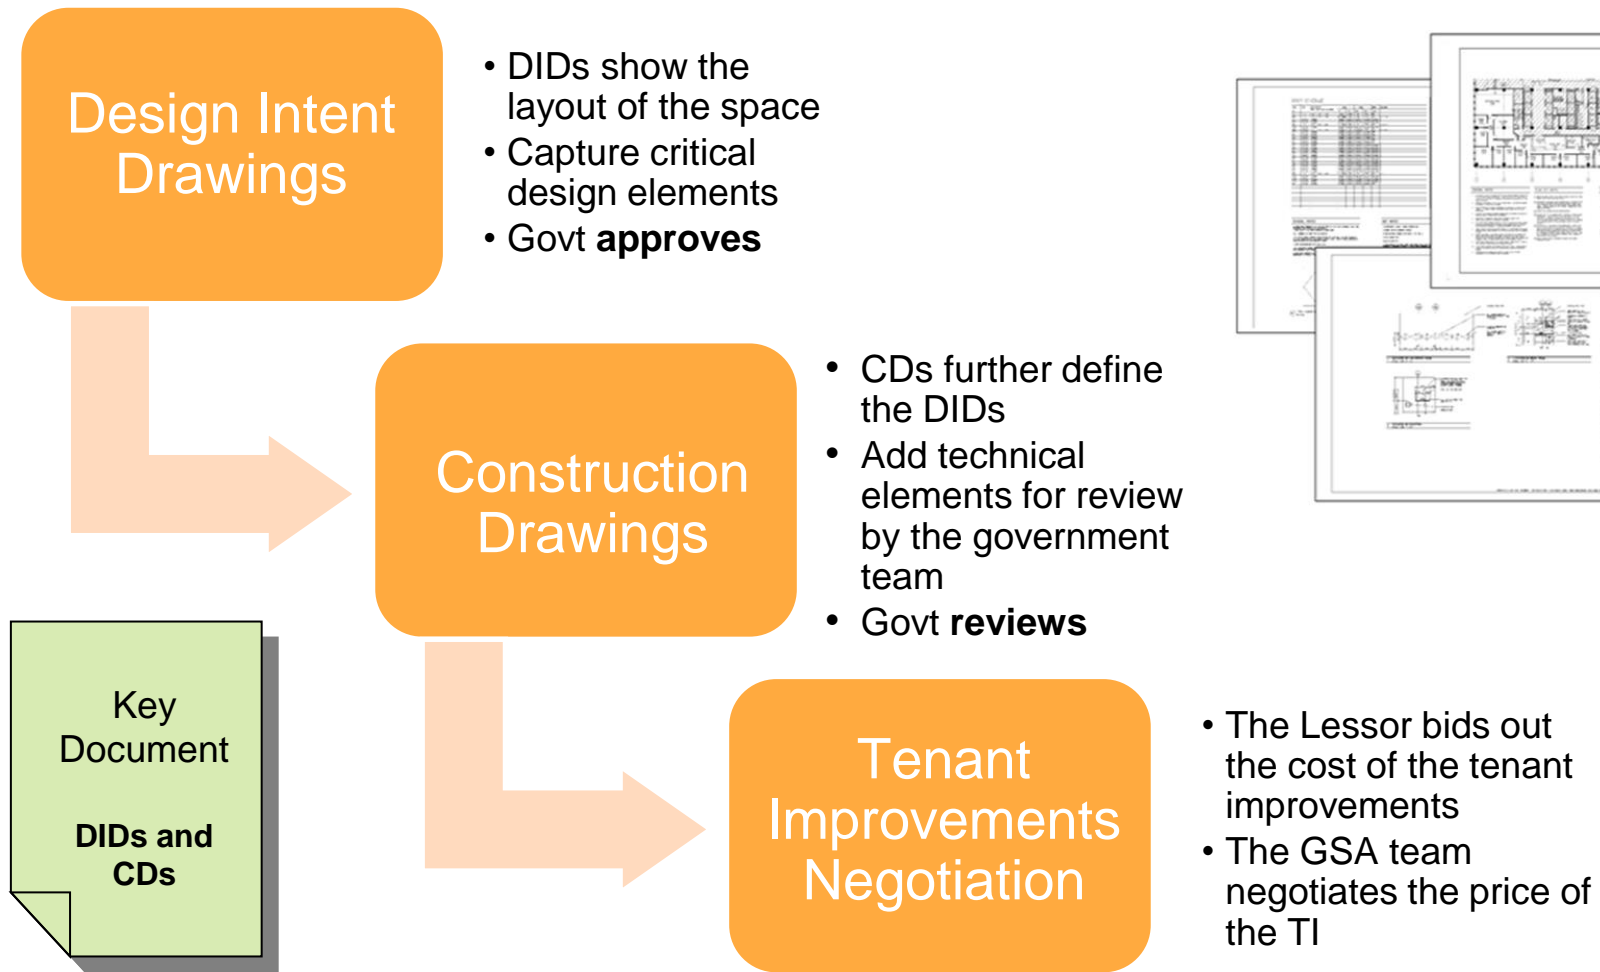 Design Intent
Drawings
• DIDs show the
layout of the space
• Capture critical
design elements
• Govt approves
Construction
Drawings
• CDs further define
the DIDs
• Add technical
elements for review
by the government
team
• Govt reviews
Key
Document
DIDs and
CDs
Tenant
Improvements
Negotiation
• The Lessor bids out
the cost of the tenant
improvements
• The GSA team
negotiates the price of
the TI